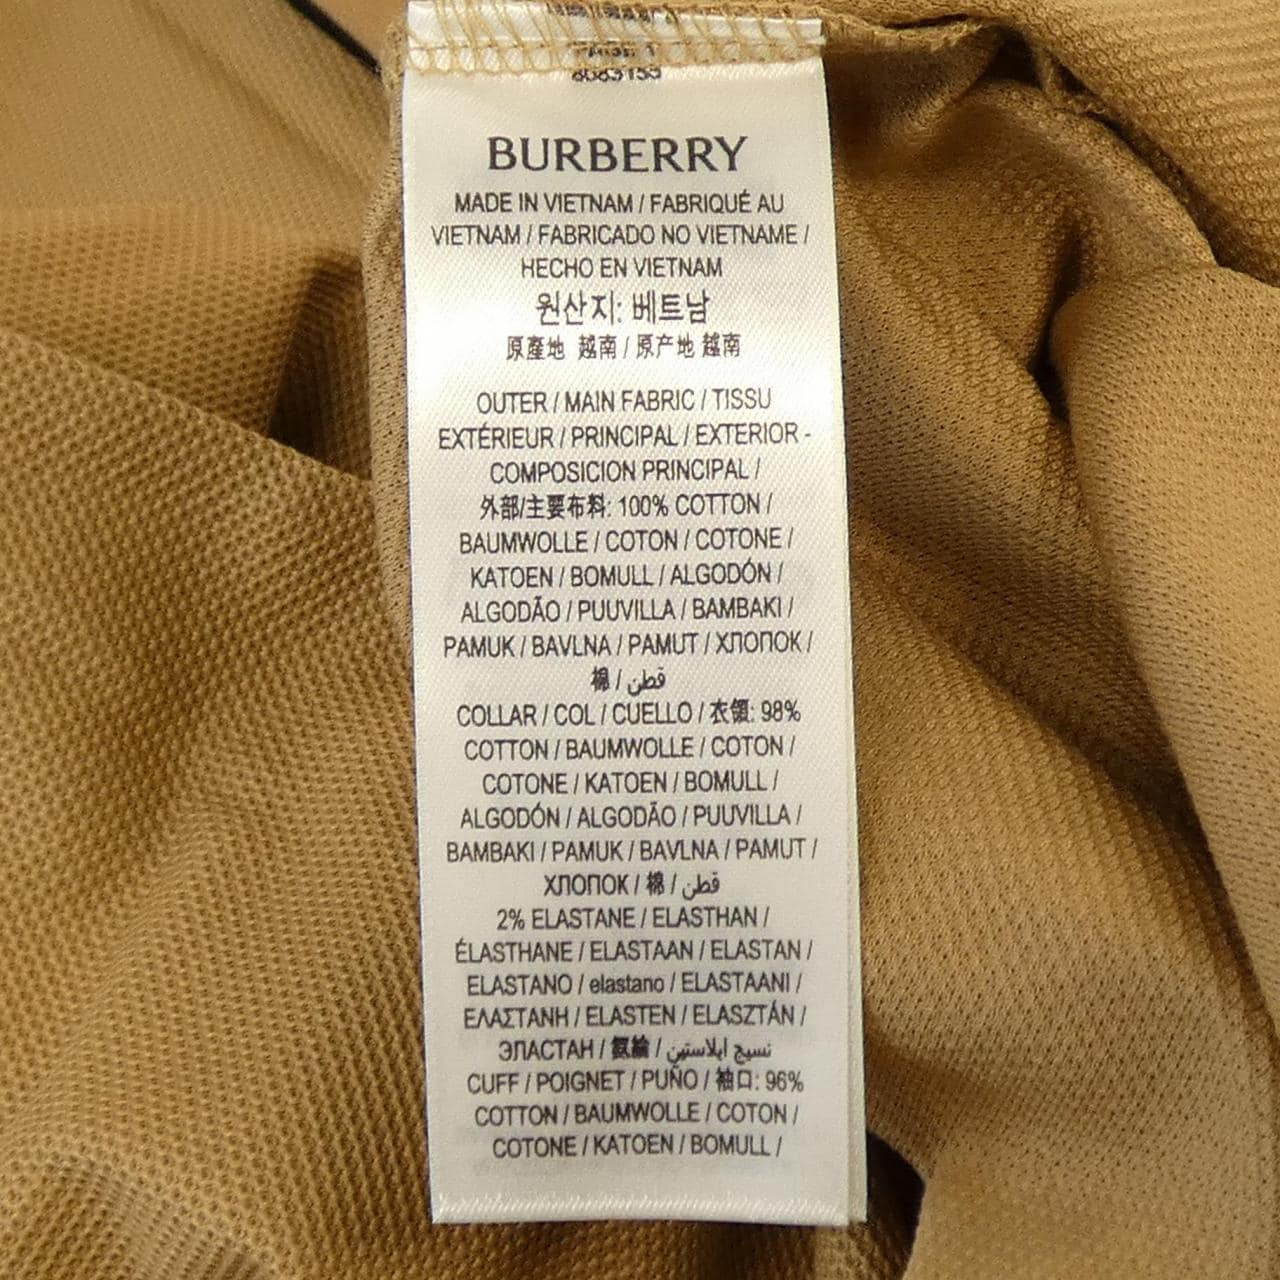 8083155
BURBERRY
MADE IN VIETNAM / FABRIQUÉ AU
VIETNAM / FABRICADO NO VIETNAME /
HECHO EN VIETNAM
원산지: 베트남
原產地 越南 / 原产地 越南
OUTER / MAIN FABRIC / TISSU
EXTÉRIEUR / PRINCIPAL / EXTERIOR -
COMPOSICION PRINCIPAL /
外部/主要布料: 100% COTTON /
BAUMWOLLE / COTON / COTONE /
KATOEN / BOMULL / ALGODÓN /
ALGODÃO / PUUVILLA / BAMBAKI /
PAMUK / BAVLNA / PAMUT / ХЛОПОК /
棉 / قطن
COLLAR / COL / CUELLO / 衣領: 98%
COTTON / BAUMWOLLE / COTON /
COTONE / KATOEN / BOMULL /
ALGODÓN / ALGODÃO / PUUVILLA /
BAMBAKI / PAMUK / BAVLNA / PAMUT /
ХЛОПОК / 棉 / قطن
2% ELASTANE / ELASTHAN /
ÉLASTHANE / ELASTAAN / ELASTAN /
ELASTANO / elastano / ELASTAANI /
ΕΛΑΣΤΑΝΗ / ELASTEN / ELASZTÁN /
ЭЛАСТАН / 氨綸 / نسيج ايلاستين
CUFF / POIGNET / PUÑO / 袖口: 96%
COTTON / BAUMWOLLE / COTON /
COTONE / KATOEN / BOMULL /